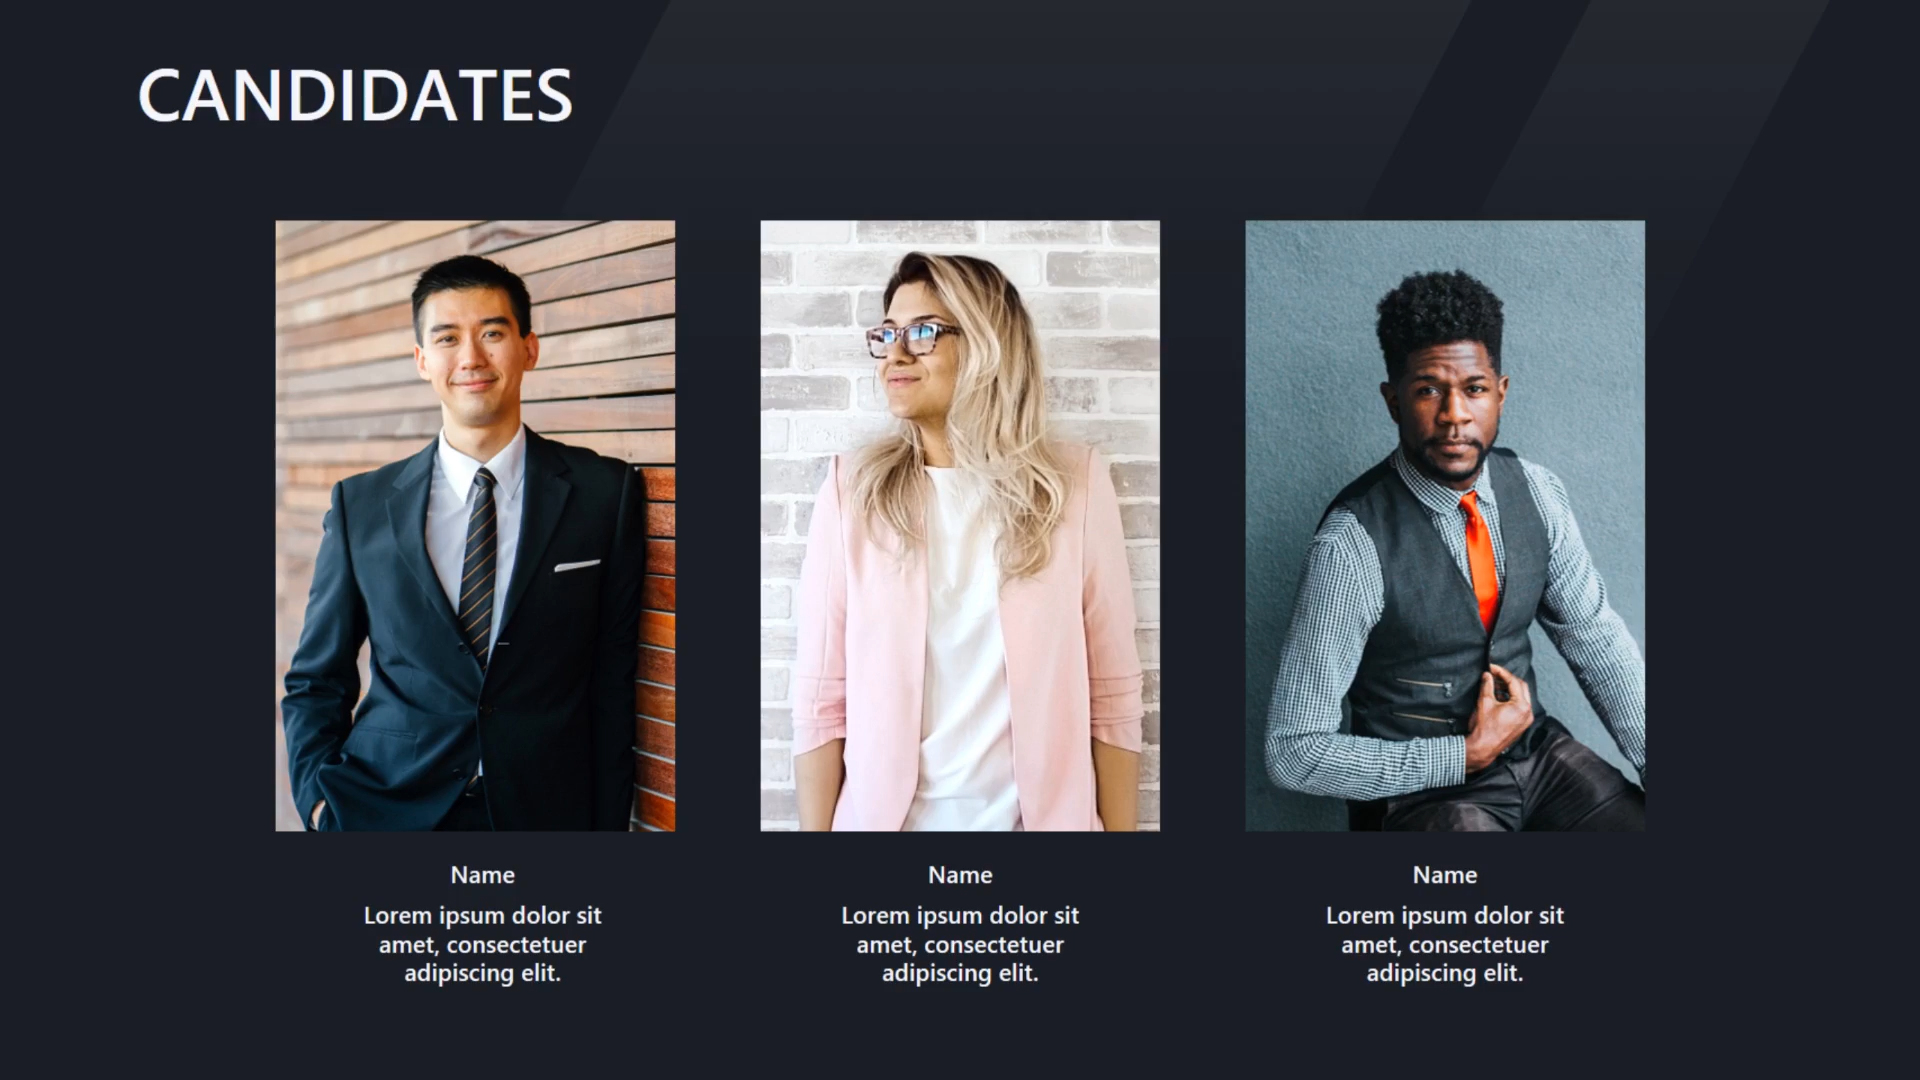 CANDIDATES
Name
Lorem ipsum dolor sit
amet, consectetuer
adipiscing elit.
Name
Lorem ipsum dolor sit
amet, consectetuer
adipiscing elit.
Name
Lorem ipsum dolor sit
amet, consectetuer
adipiscing elit.